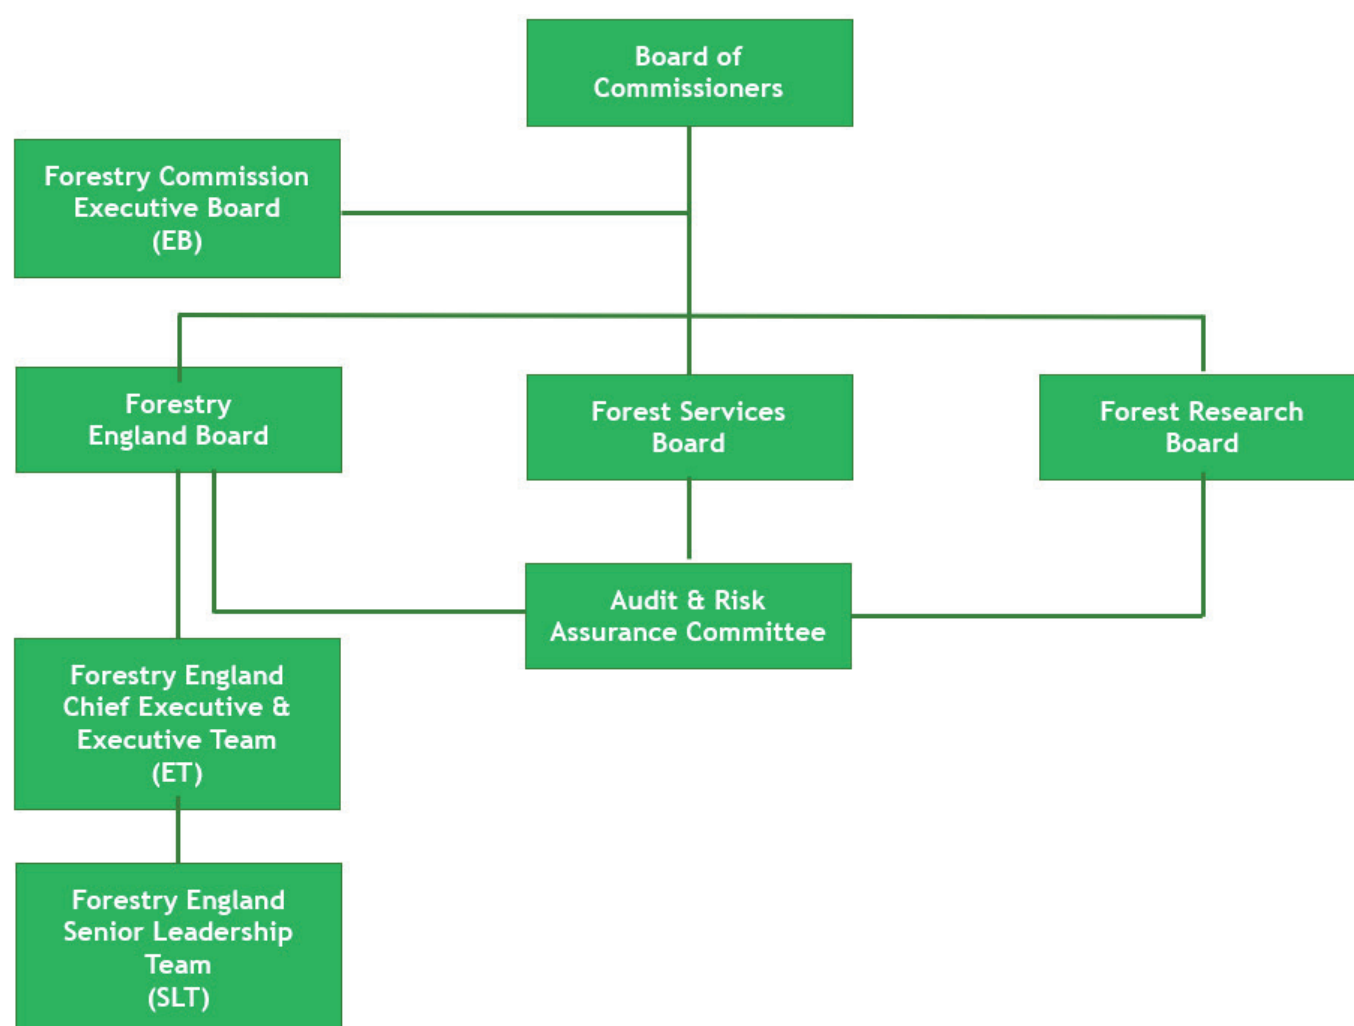 Board of
Commissioners
Forestry Commission
Executive Board
(EB)
Forestry
England Board
Forest Services
Board
Forest Research
Board
Audit & Risk
Assurance Committee
Forestry England
Chief Executive &
Executive Team
(ET)
Forestry England
Senior Leadership
Team
(SLT)